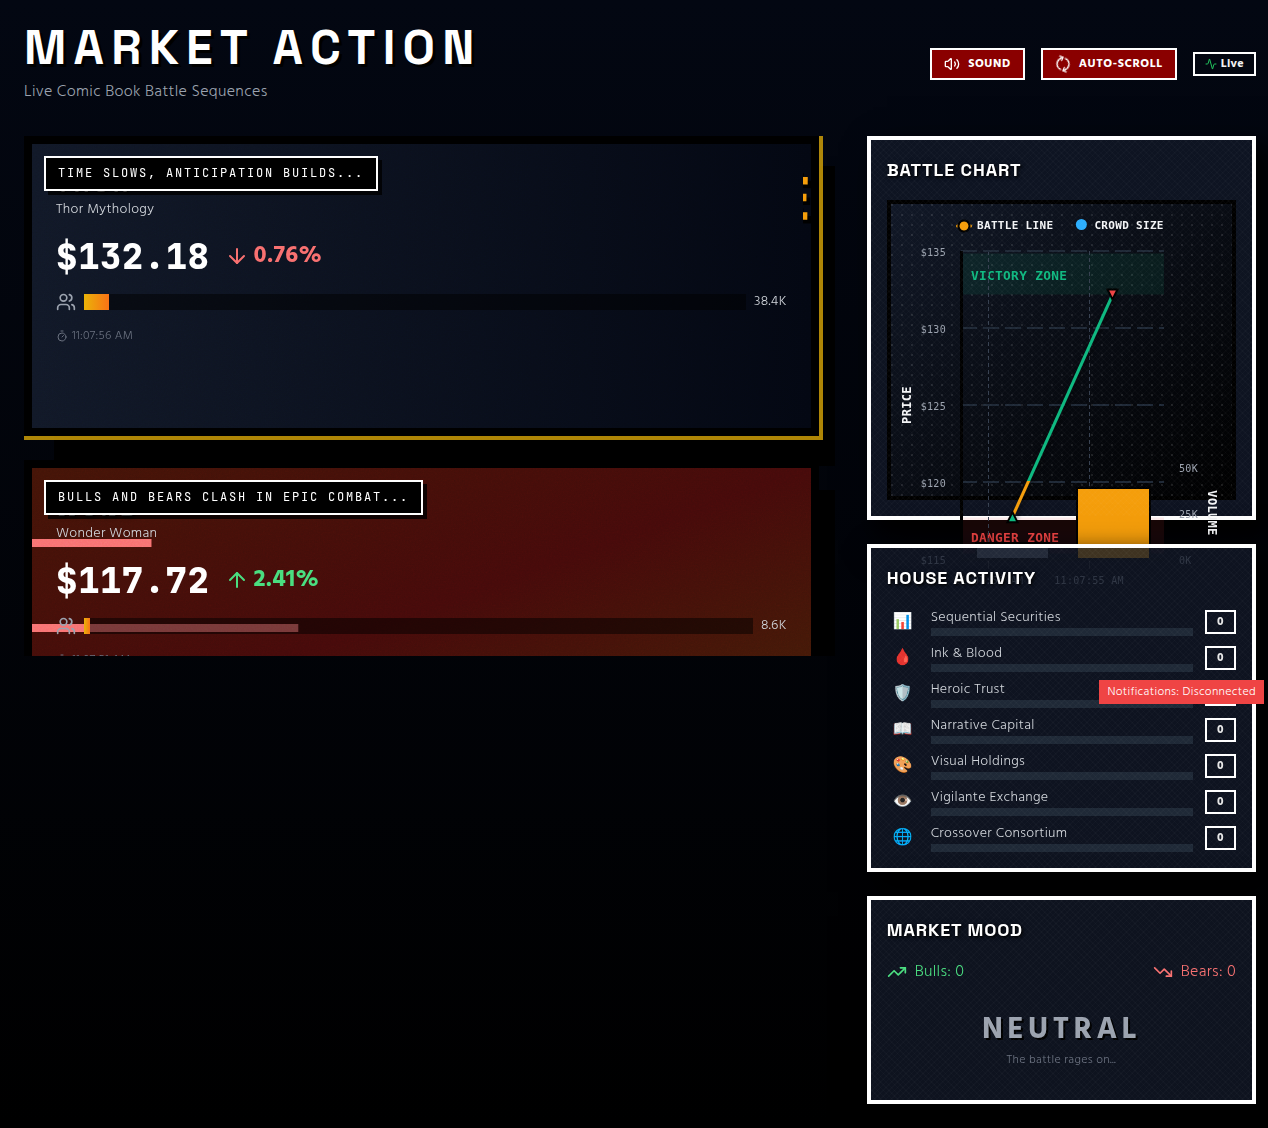 MARKET ACTION
Live Comic Book Battle Sequences
SOUND
AUTO-SCROLL
Live
TIME SLOWS, ANTICIPATION BUILDS...
Thor Mythology
$132.18
0.76%
38.4K
11:07:56 AM
BULLS AND BEARS CLASH IN EPIC COMBAT...
Wonder Woman
$117.72
2.41%
8.6K
BATTLE CHART
BATTLE LINE
CROWD SIZE
$135
VICTORY ZONE
$130
$125
PRICE
50K
$120
25K
VOLUME
DANGER ZONE
$115
0K
11:07:55 AM
HOUSE ACTIVITY
Sequential Securities
0
Ink & Blood
0
Heroic Trust
Notifications: Disconnected
Narrative Capital
0
Visual Holdings
0
Vigilante Exchange
0
Crossover Consortium
0
MARKET MOOD
Bulls: 0
Bears: 0
NEUTRAL
The battle rages on...